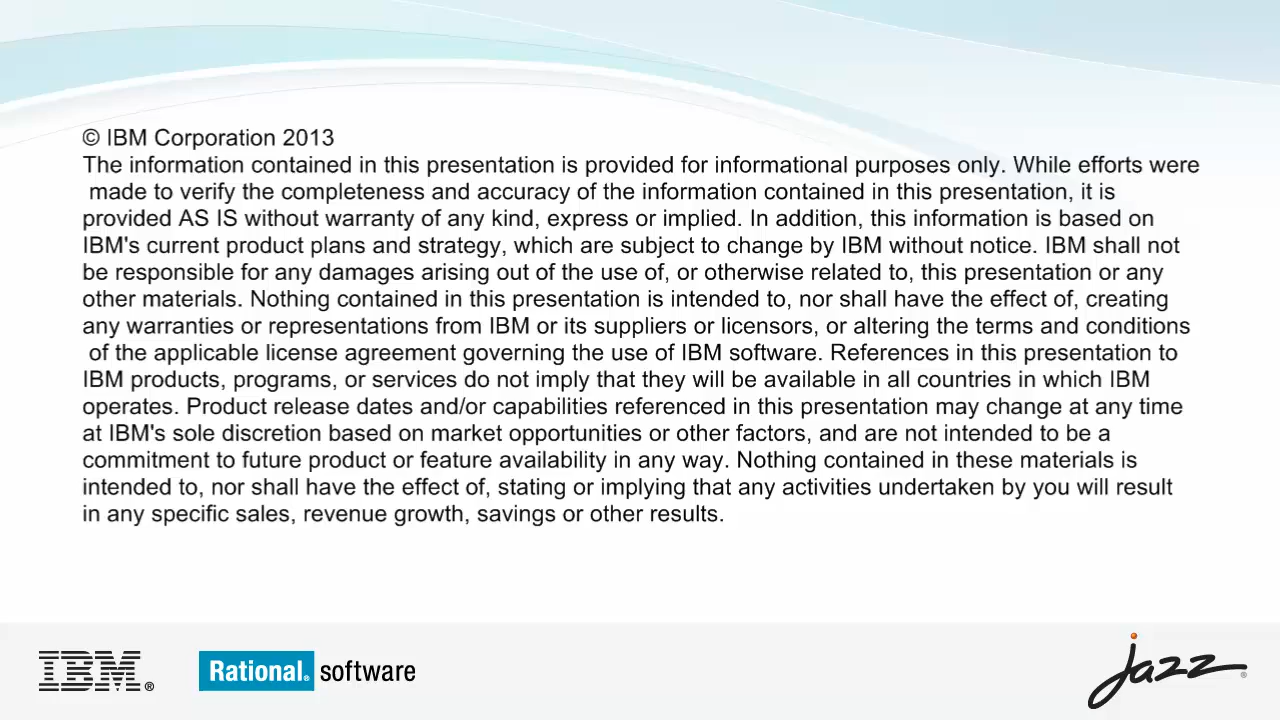 © IBM Corporation 2013
The information contained in this presentation is provided for informational purposes only. While efforts were
made to verify the completeness and accuracy of the information contained in this presentation, it is
provided AS IS without warranty of any kind, express or implied. In addition, this information is based on
IBM's current product plans and strategy, which are subject to change by IBM without notice. IBM shall not
be responsible for any damages arising out of the use of, or otherwise related to, this presentation or any
other materials. Nothing contained in this presentation is intended to, nor shall have the effect of, creating
any warranties or representations from IBM or its suppliers or licensors, or altering the terms and conditions
of the applicable license agreement governing the use of IBM software. References in this presentation to
IBM products, programs, or services do not imply that they will be available in all countries in which IBM
operates. Product release dates and/or capabilities referenced in this presentation may change at any time
at IBM's sole discretion based on market opportunities or other factors, and are not intended to be a
commitment to future product or feature availability in any way. Nothing contained in these materials is
intended to, nor shall have the effect of, stating or implying that any activities undertaken by you will result
in any specific sales, revenue growth, savings or other results.
IBM® Rational® software jazz®